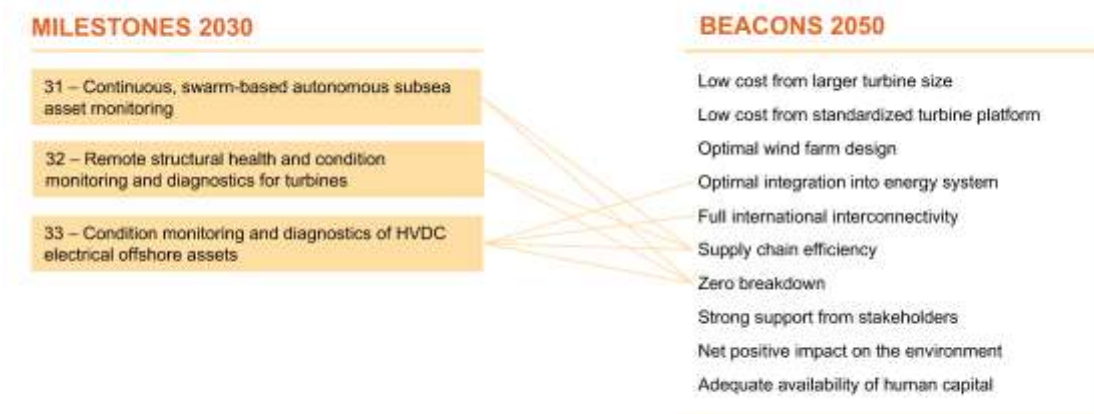 MILESTONES 2030
31 – Continuous, swarm-based autonomous subsea
asset monitoring
32 – Remote structural health and condition
monitoring and diagnostics for turbines
33 – Condition monitoring and diagnostics of HVDC
electrical offshore assets
BEACONS 2050
Low cost from larger turbine size
Low cost from standardized turbine platform
Optimal wind farm design
Optimal integration into energy system
Full international interconnectivity
Supply chain efficiency
Zero breakdown
Strong support from stakeholders
Net positive impact on the environment
Adequate availability of human capital